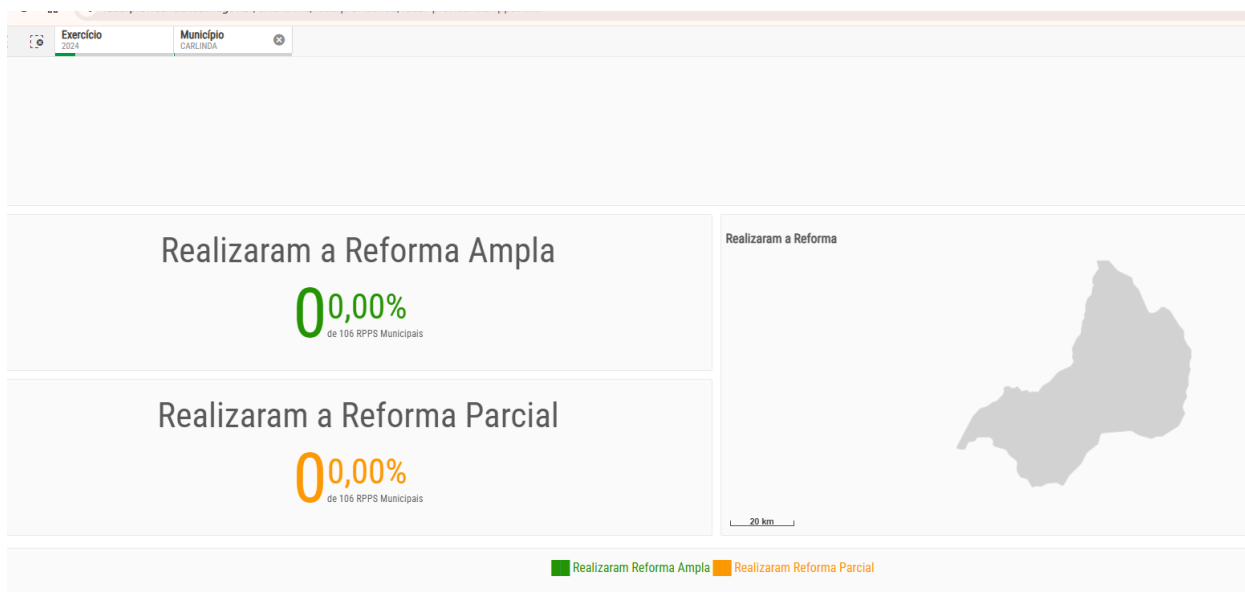 Exercício
2024
Município
CARLINDA
Realizaram a Reforma Ampla
0 0,00%
de 106 RPPS Municipais
Realizaram a Reforma Parcial
0 0,00%
de 106 RPPS Municipais
Realizaram a Reforma
20 km
Realizaram Reforma Ampla Realizaram Reforma Parcial